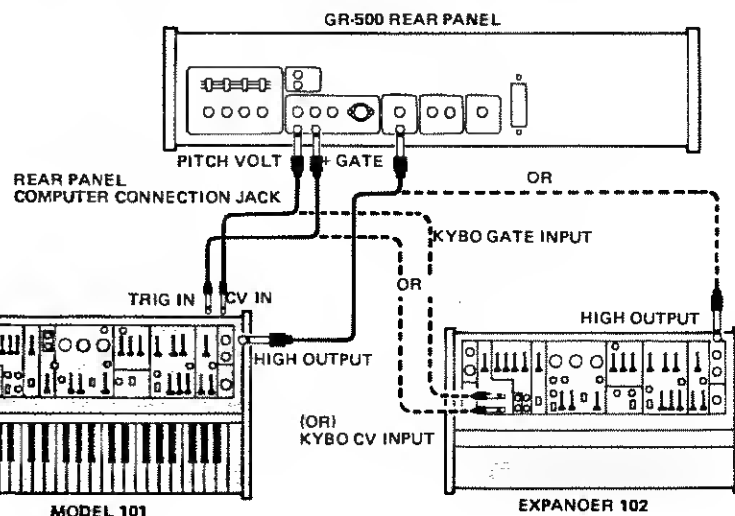 GR-500 REAR PANEL
PITCH VOLT
+ GATE
REAR PANEL
COMPUTER CONNECTION JACK
OR
KYBO GATE INPUT
TRIG IN
CV IN
OR
HIGH OUTPUT
HIGH OUTPUT
(OR)
KYBO CV INPUT
MODEL 101
EXPANOER 102